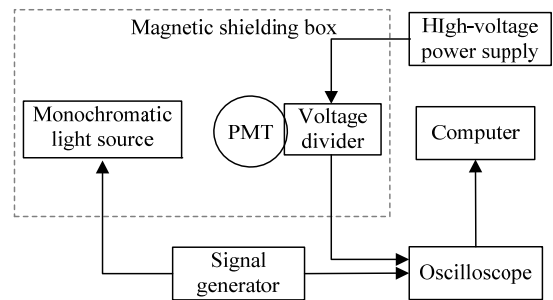 Magnetic shielding box
HIgh-voltage
power supply
Monochromatic
light source
PMT
Voltage
divider
Computer
Signal
generator
Oscilloscope